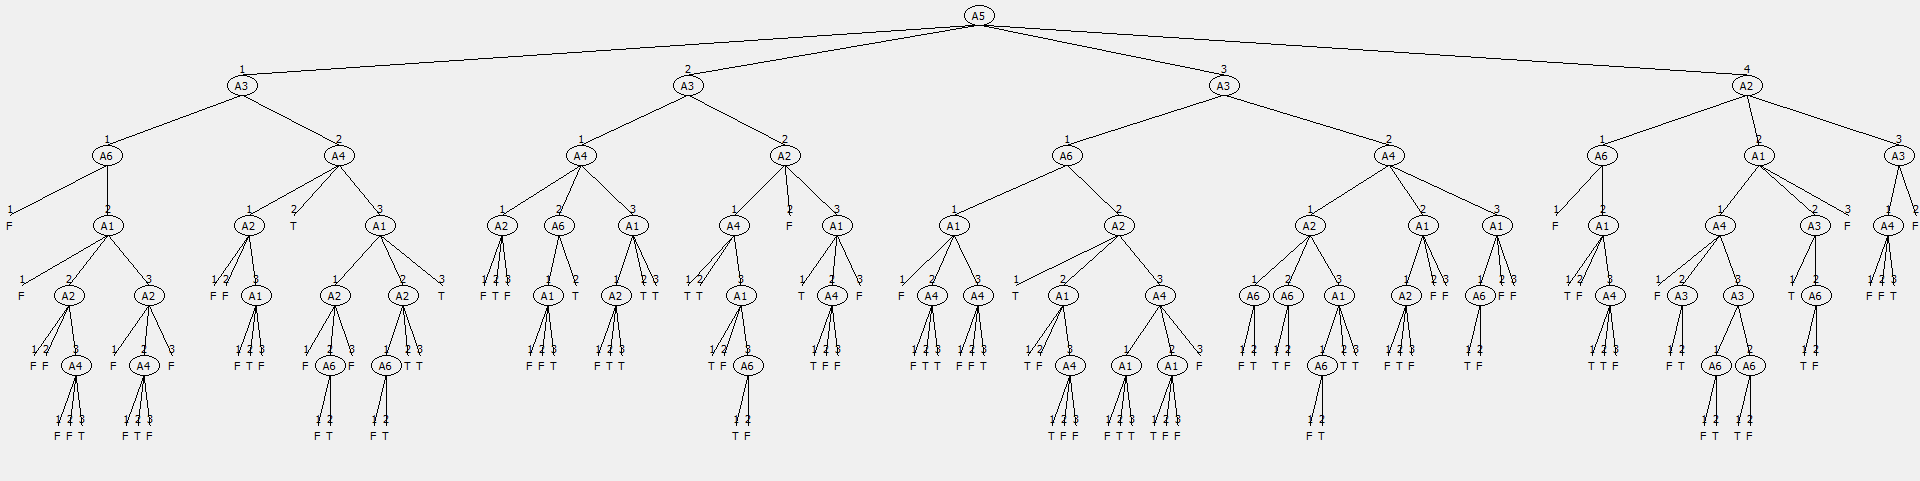 A5
1 2 3 4
A3 A3 A3 A2
1 2 1 2 1 2 1 2 3
A6 A4 A4 A2 A6 A4 A6 A1 A3
1 2 1 2 3 1 2 3 1 2 3 1 2 1 2 3 1 2 1 2 3 1 2
F A1 A2 T A1 A2 A6 A1 A4 F A1 A1 A2 A2 A1 A1 F A1 A4 A3 F A4 F
1 2 3 1 2 3 1 2 3 1 2 3 1 2 1 2 3 1 2 3 1 2 3 1 2 3 1 2 3 1 2 3 1 2 3 1 2 3 1 2 3 1 2 3 1 2 1 2 3
F A2 A2 F F A1 A2 A2 T F T F A1 T A2 T T T T A1 T A4 F F A4 A4 T A1 A4 A6 A6 A1 A2 F F A6 F F T F A4 F A3 A3 T A6 F F T
1 2 3 1 2 3 1 2 3 1 2 3 1 2 3 1 2 3 1 2 3 1 2 3 1 2 3 1 2 3 1 2 3 1 2 3 1 2 3 1 2 1 2 1 2 3 1 2 3 1 2 1 2 3 1 2 1 2 1 2
F F A4 F A4 F F T F F A6 F A6 T T F F T F T T T F A6 T F F F T T F F T T F A4 A1 A1 F F T T F A6 T T F T F T F T T F F T A6 A6 T F
1 2 3 1 2 3 1 2 1 2 1 2 1 2 3 1 2 3 1 2 3 1 2 1 2 1 2
F F T F T F F T F T T F T F F F T T T F F F T F T T F